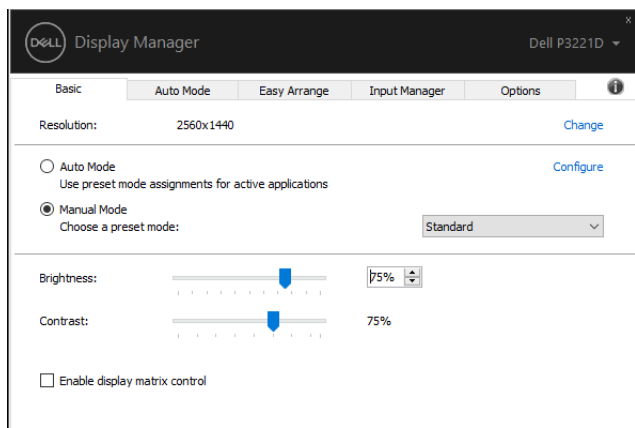 DELL Display Manager Dell P3221D
Basic Auto Mode Easy Arrange Input Manager Options
Resolution: 2560x1440 Change
Auto Mode Configure
Use preset mode assignments for active applications
Manual Mode
Choose a preset mode: Standard
Brightness: 75%
Contrast: 75%
Enable display matrix control